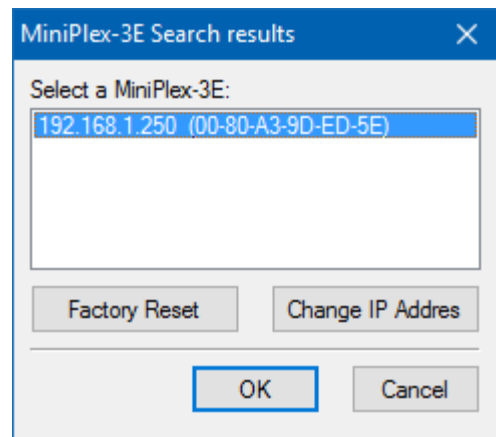 MiniPlex-3E Search results
Select a MiniPlex-3E:
192.168.1.250 (00-80-A3-9D-ED-5E)
Factory Reset
Change IP Addres
OK
Cancel